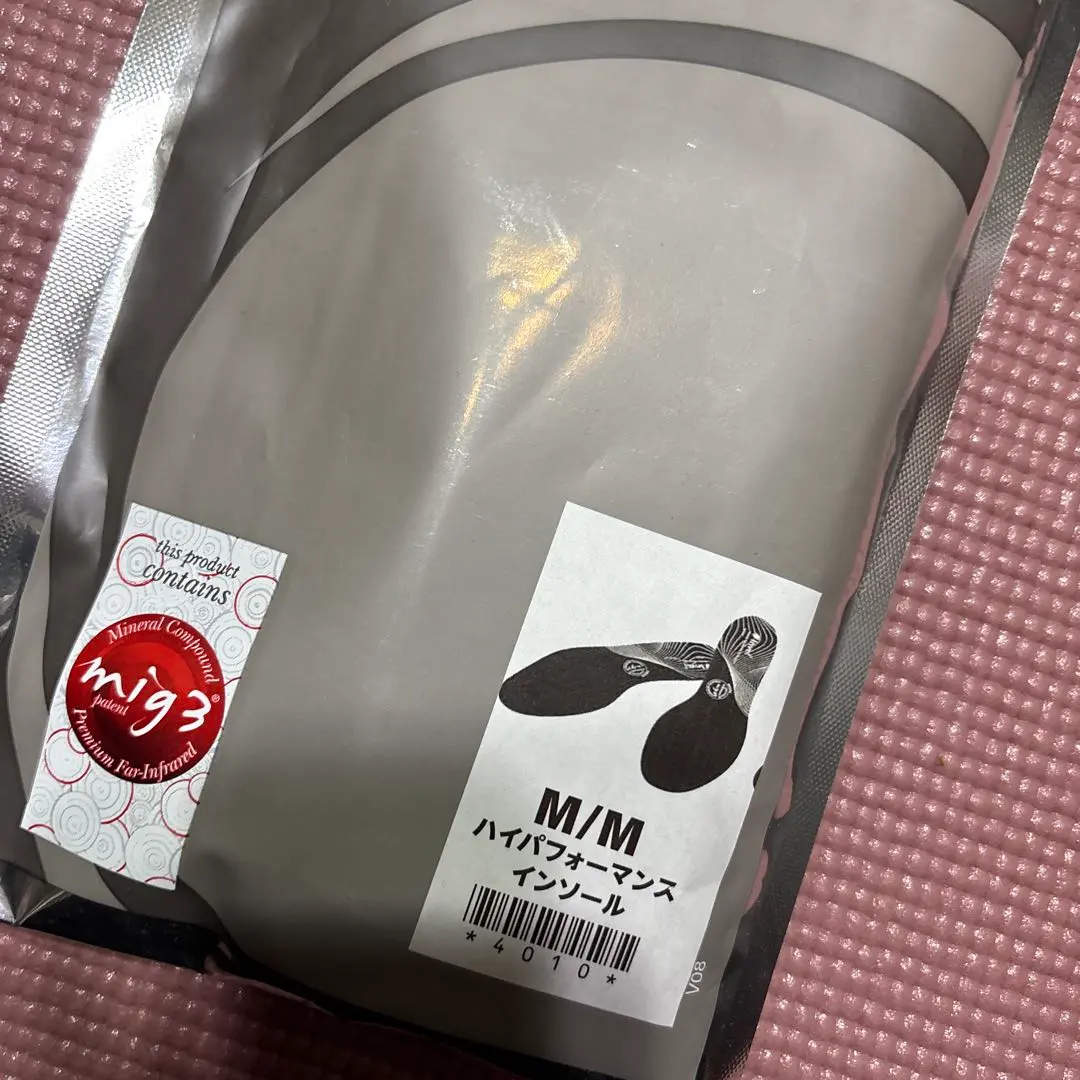 this product
contains
Mineral Compound
mig3®
patent
Premium Far-Infrared
M/M
ハイパフォーマンス
インソール
*4010*
V08